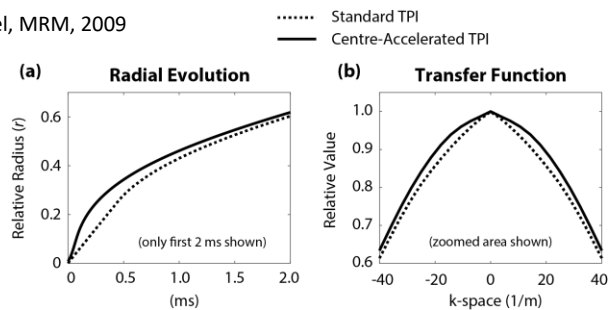 el, MRM, 2009
Standard TPI
Centre-Accelerated TPI
(a) Radial Evolution
Relative Radius (r)
0.6
0.4
0.2
0
(only first 2 ms shown)
0 0.5 1.0 1.5 2.0
(ms)
(b) Transfer Function
Relative Value
1.0
0.9
0.8
0.7
0.6
(zoomed area shown)
-40 -20 0 20 40
k-space (1/m)